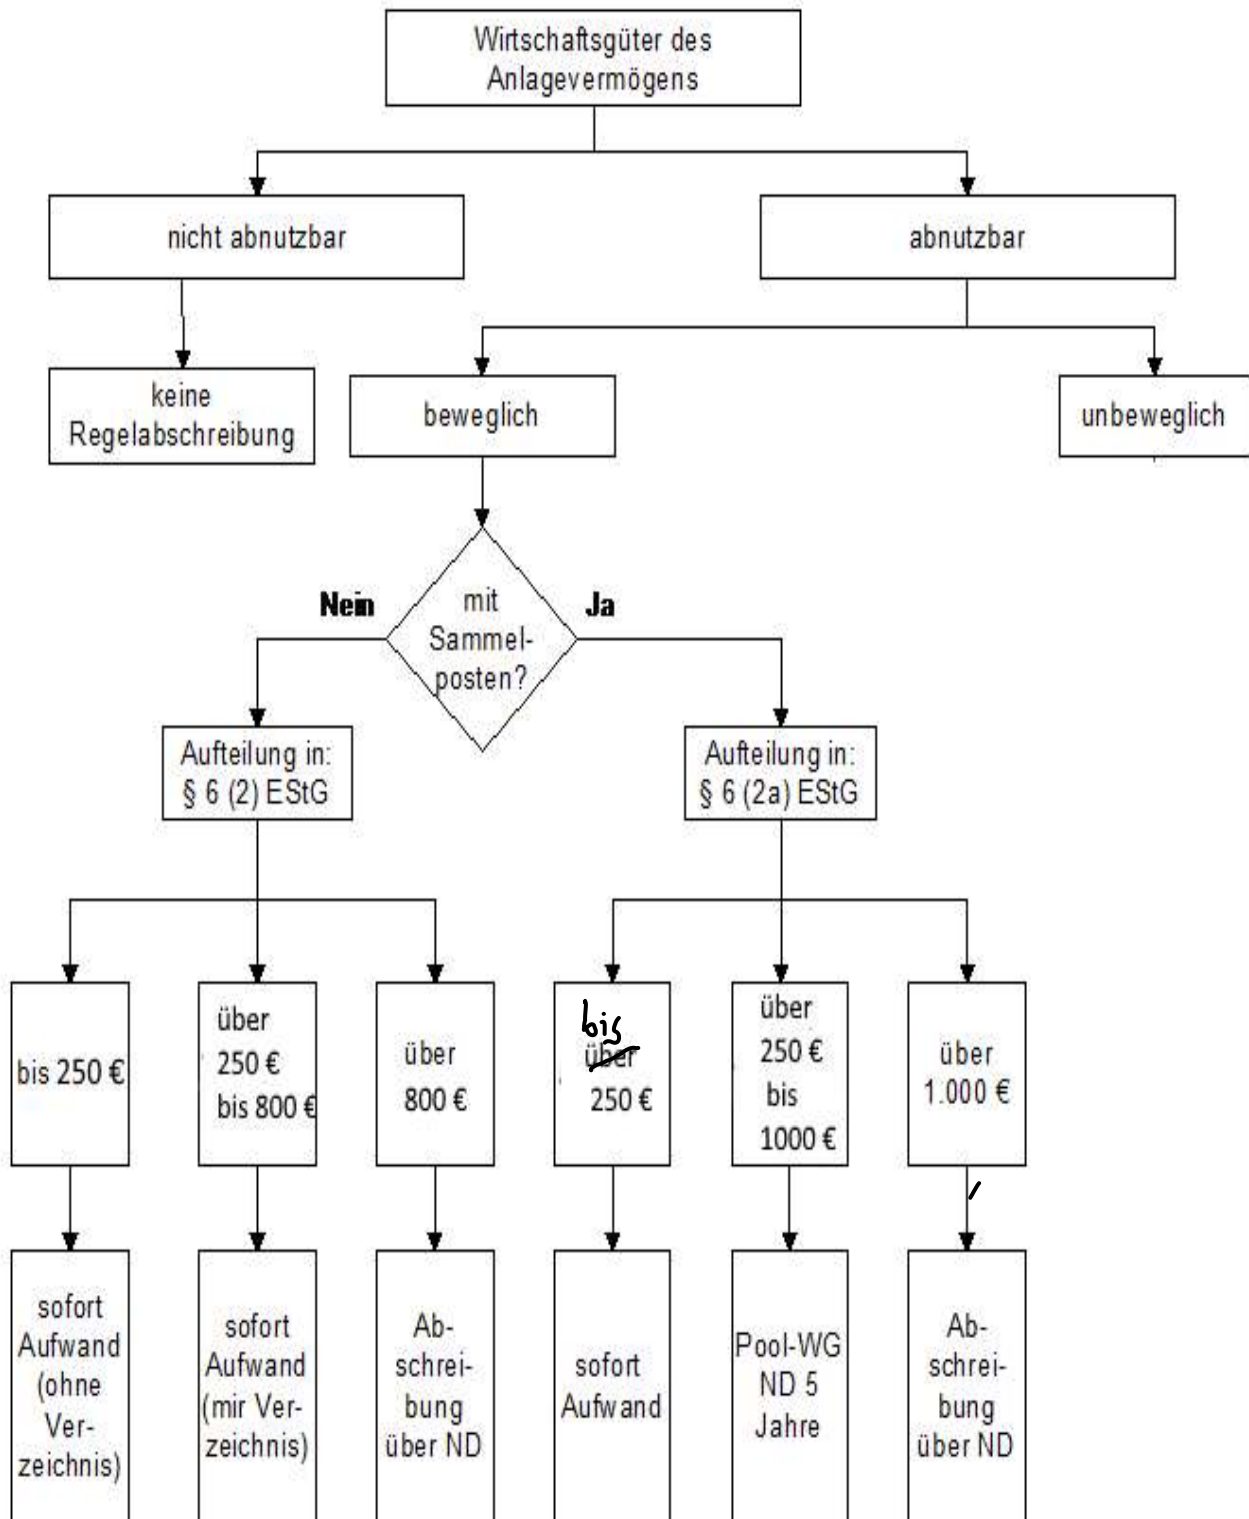 Wirtschaftsgüter des
Anlagevermögens
nicht abnutzbar
abnutzbar
keine
Regelabschreibung
beweglich
unbeweglich
Nein
mit
Sammel-
posten?
Ja
Aufteilung in:
§ 6 (2) EStG
Aufteilung in:
§ 6 (2a) EStG
bis 250 €
über
250 €
bis 800 €
über
800 €
bis
über
250 €
über
250 €
bis
1000 €
über
1.000 €
sofort
Aufwand
(ohne
Ver-
zeichnis)
sofort
Aufwand
(mir Ver-
zeichnis)
Ab-
schrei-
bung
über ND
sofort
Aufwand
Pool-WG
ND 5
Jahre
Ab-
schrei-
bung
über ND